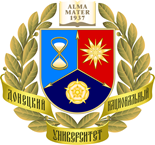 ALMA
MATER
1937
ДОНЕЦКИЙ
НАЦИОНАЛЬНЫЙ
УНИВЕРСИТЕТ